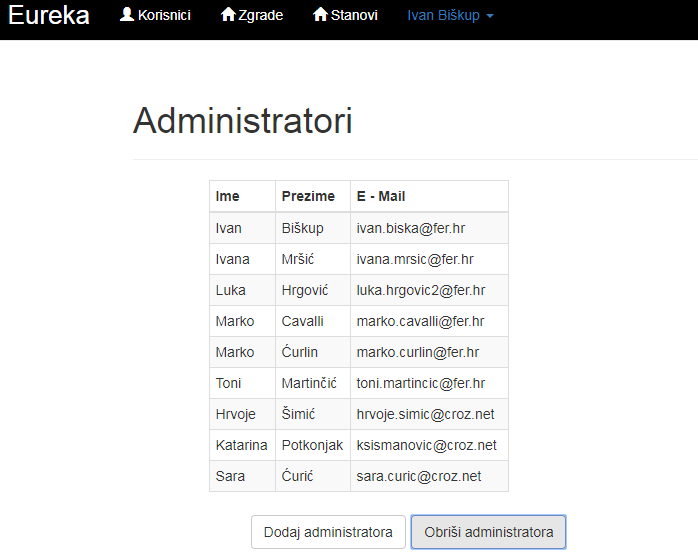 Eureka Korisnici Zgrade Stanovi Ivan Biškup
Administratori
Ime Prezime E - Mail
Ivan Biškup ivan.biska@fer.hr
Ivana Mršić ivana.mrsic@fer.hr
Luka Hrgović luka.hrgovic2@fer.hr
Marko Cavalli marko.cavalli@fer.hr
Marko Ćurlin marko.curlin@fer.hr
Toni Martinčić toni.martincic@fer.hr
Hrvoje Šimić hrvoje.simic@croz.net
Katarina Potkonjak ksismanovic@croz.net
Sara Ćurić sara.curic@croz.net
Dodaj administratora Obriši administratora